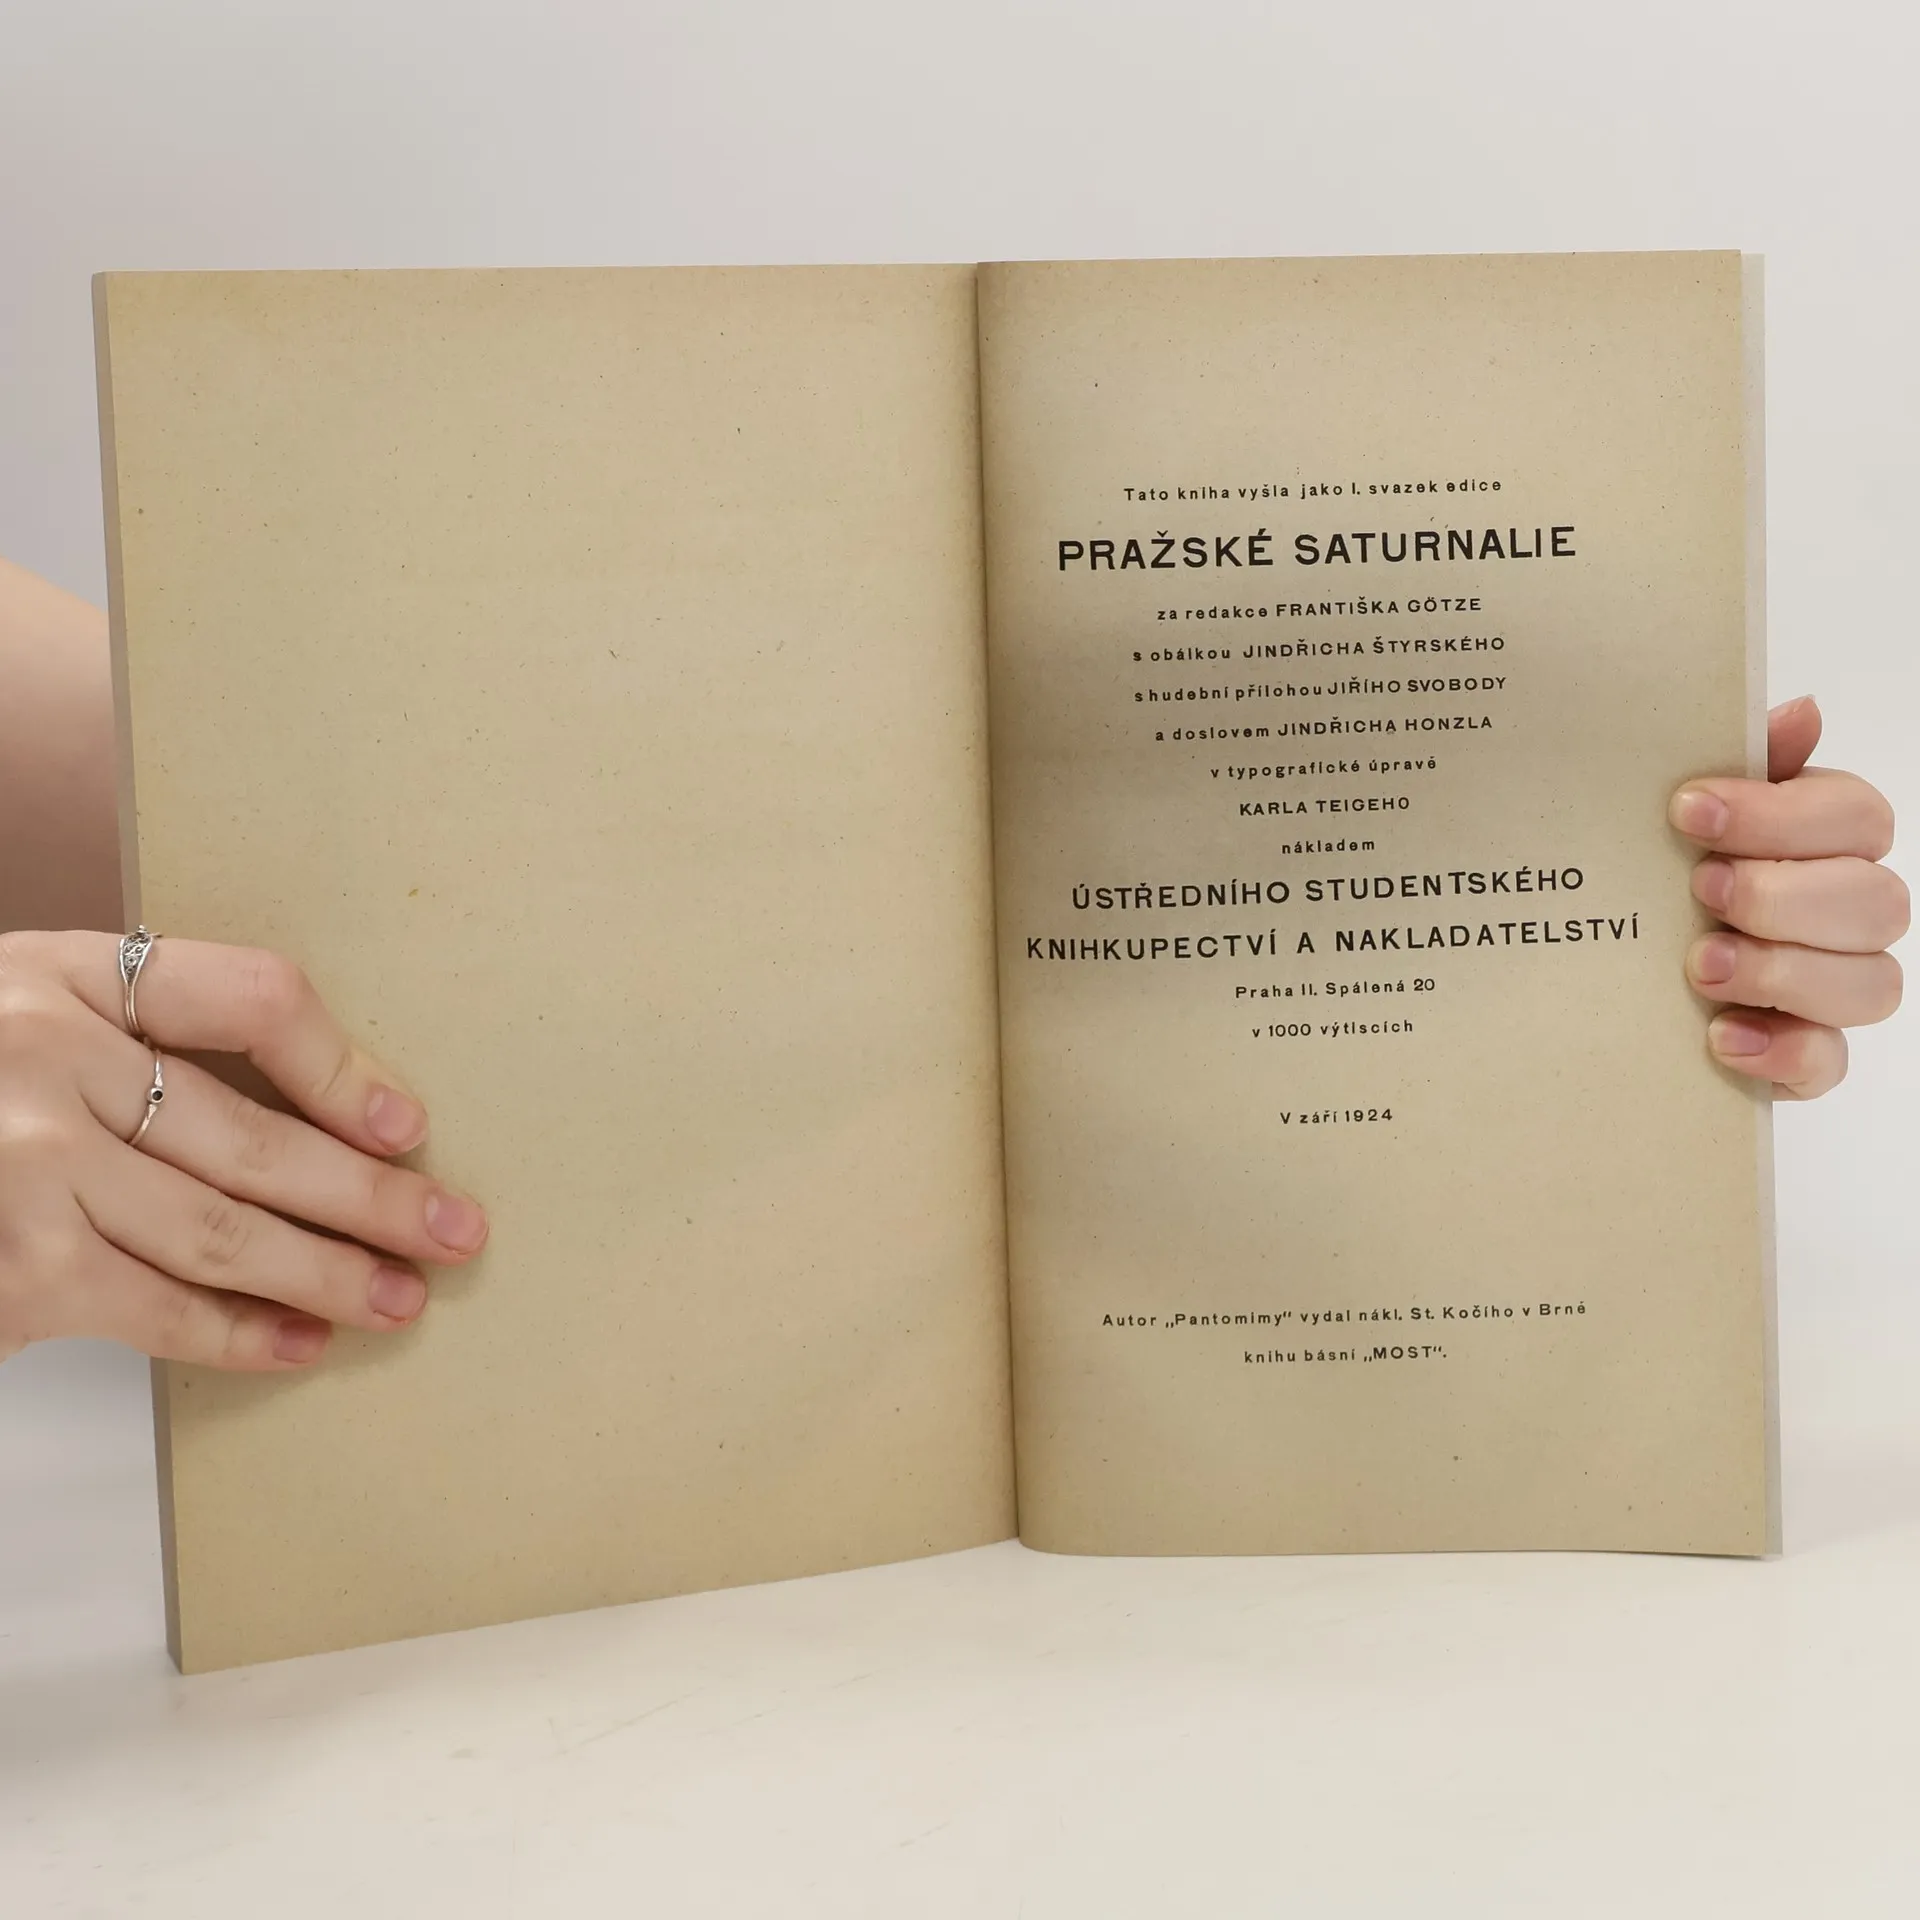 Tato kniha vyšla jako I. svazek edice
PRAŽSKÉ SATURNALIE
za redakce FRANTIŠKA GÖTZE
s obálkou JINDŘICHA ŠTYRSKÉHO
s hudební přílohou JIŘÍHO SVOBODY
a doslovem JINDŘICHA HONZLA
v typografické úpravě
KARLA TEIGEHO
nákladem
ÚSTŘEDNÍHO STUDENTSKÉHO
KNIHKUPECTVÍ A NAKLADATELSTVÍ
Praha II. Spálená 20
v 1000 výtiscích
V září 1924
Autor „Pantomimy“ vydal nákl. St. Kočího v Brně
knihu básní „MOST“.